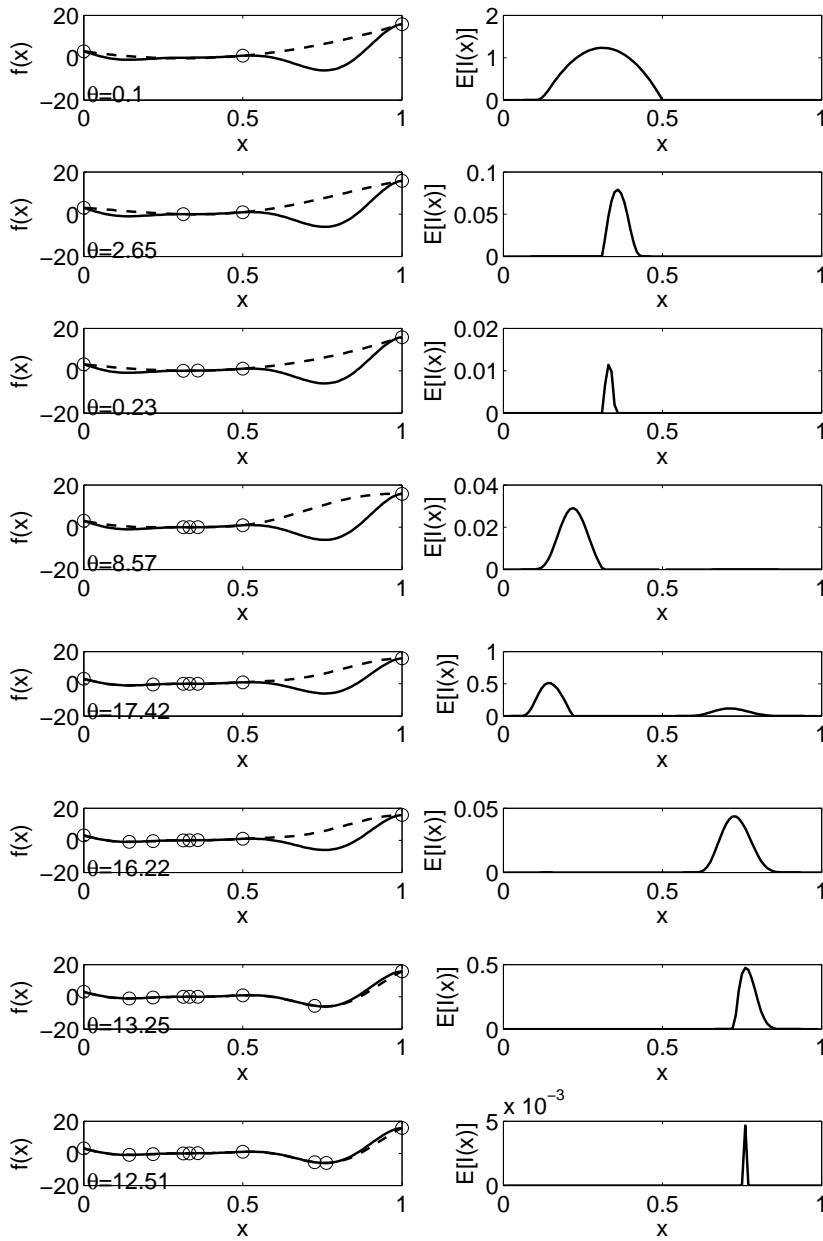 20
0
−20
f(x)
θ=0.1
0 0.5 1
x
2
1
0
E[I(x)]
0 0.5 1
x
20
0
−20
f(x)
θ=2.65
0 0.5 1
x
0.1
0.05
0
E[I(x)]
0 0.5 1
x
20
0
−20
f(x)
θ=0.23
0 0.5 1
x
0.02
0.01
0
E[I(x)]
0 0.5 1
x
20
0
−20
f(x)
θ=8.57
0 0.5 1
x
0.04
0.02
0
E[I(x)]
0 0.5 1
x
20
0
−20
f(x)
θ=17.42
0 0.5 1
x
1
0.5
0
E[I(x)]
0 0.5 1
x
20
0
−20
f(x)
θ=16.22
0 0.5 1
x
0.05
0
E[I(x)]
0 0.5 1
x
20
0
−20
f(x)
θ=13.25
0 0.5 1
x
0.5
0
E[I(x)]
0 0.5 1
x
20
0
−20
f(x)
θ=12.51
0 0.5 1
x
x 10−3
5
0
E[I(x)]
0 0.5 1
x